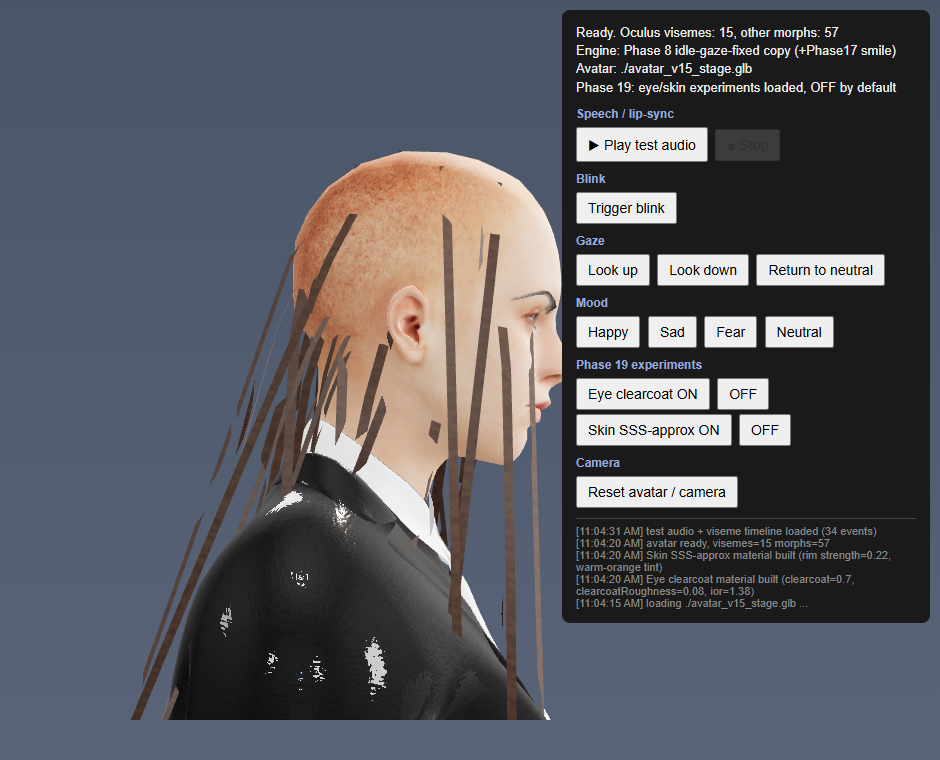 Ready. Oculus visemes: 15, other morphs: 57
Engine: Phase 8 idle-gaze-fixed copy (+Phase17 smile)
Avatar: ./avatar_v15_stage.glb
Phase 19: eye/skin experiments loaded, OFF by default
Speech / lip-sync
▶ Play test audio
■ Stop
Blink
Trigger blink
Gaze
Look up
Look down
Return to neutral
Mood
Happy
Sad
Fear
Neutral
Phase 19 experiments
Eye clearcoat ON
OFF
Skin SSS-approx ON
OFF
Camera
Reset avatar / camera
[11:04:31 AM] test audio + viseme timeline loaded (34 events)
[11:04:20 AM] avatar ready, visemes=15 morphs=57
[11:04:20 AM] Skin SSS-approx material built (rim strength=0.22,
warm-orange tint)
[11:04:20 AM] Eye clearcoat material built (clearcoat=0.7,
clearcoatRoughness=0.08, ior=1.38)
[11:04:15 AM] loading ./avatar_v15_stage.glb ...